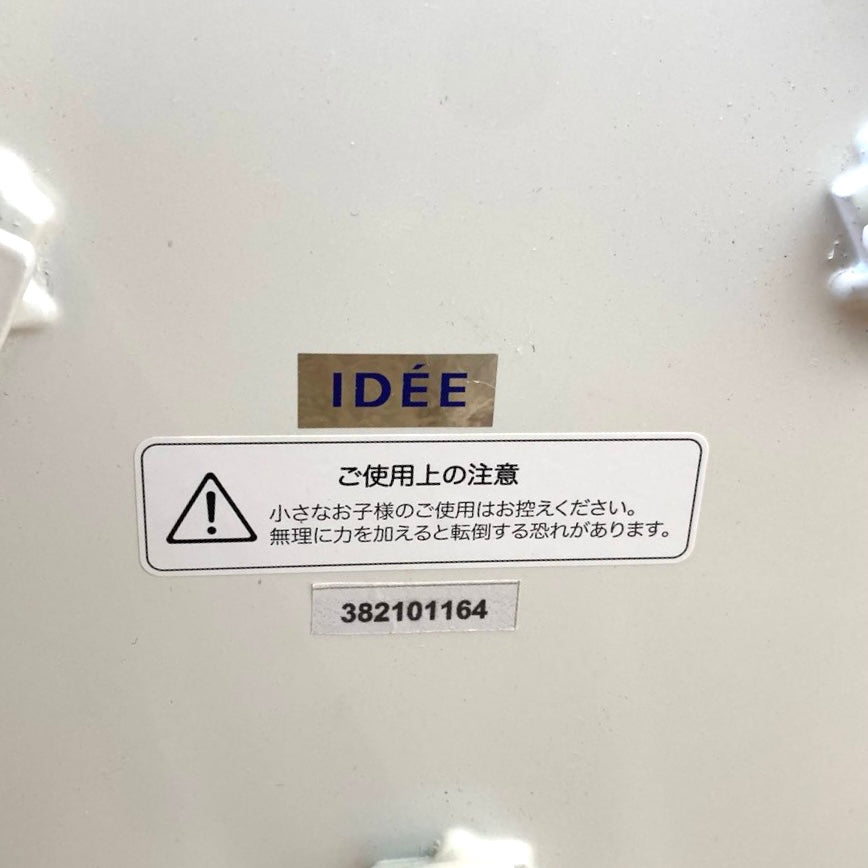 IDÉE
ご使用上の注意
小さなお子様のご使用はお控えください。
無理に力を加えると転倒する恐れがあります。
382101164